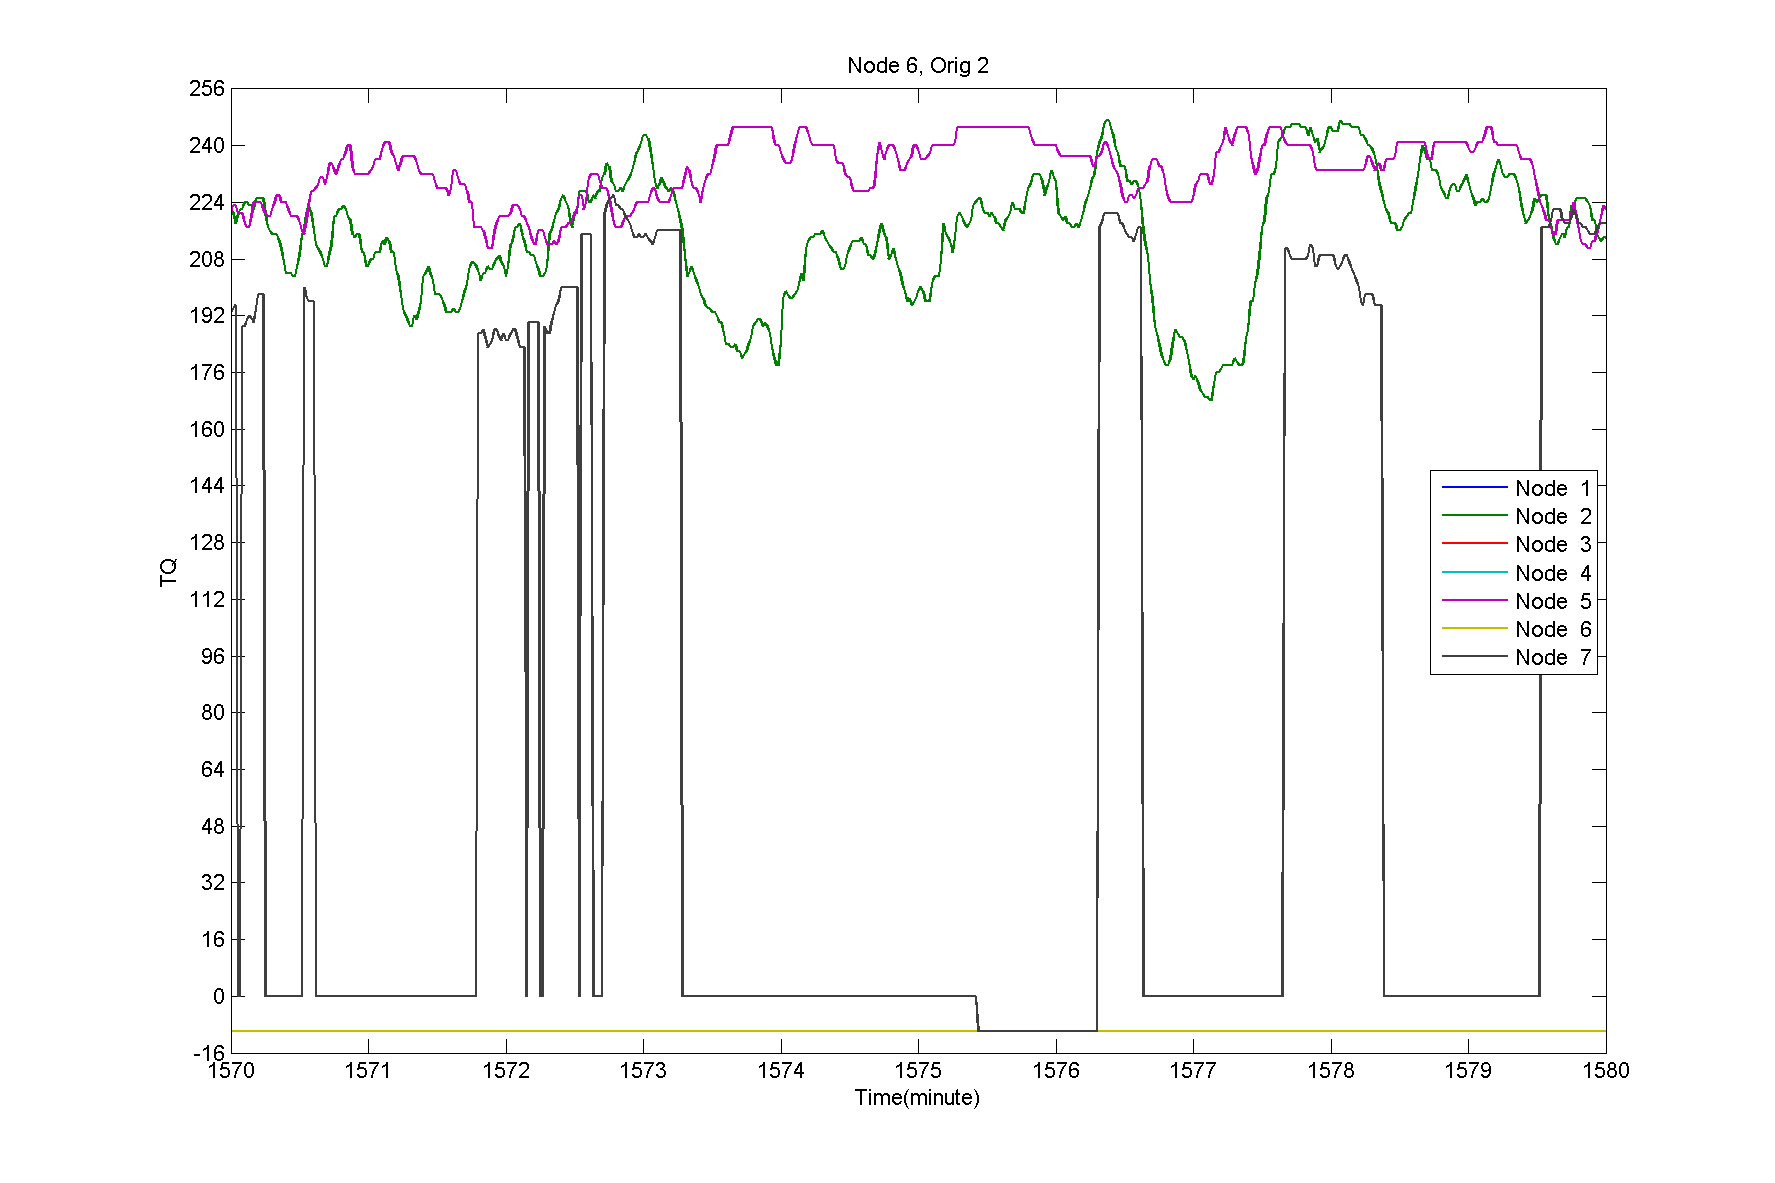 Node 6, Orig 2
256
240
224
208
192
176
160
144
128
112
96
80
64
48
32
16
0
-16
TQ
Node 1
Node 2
Node 3
Node 4
Node 5
Node 6
Node 7
1570 1571 1572 1573 1574 1575 1576 1577 1578 1579 1580
Time(minute)